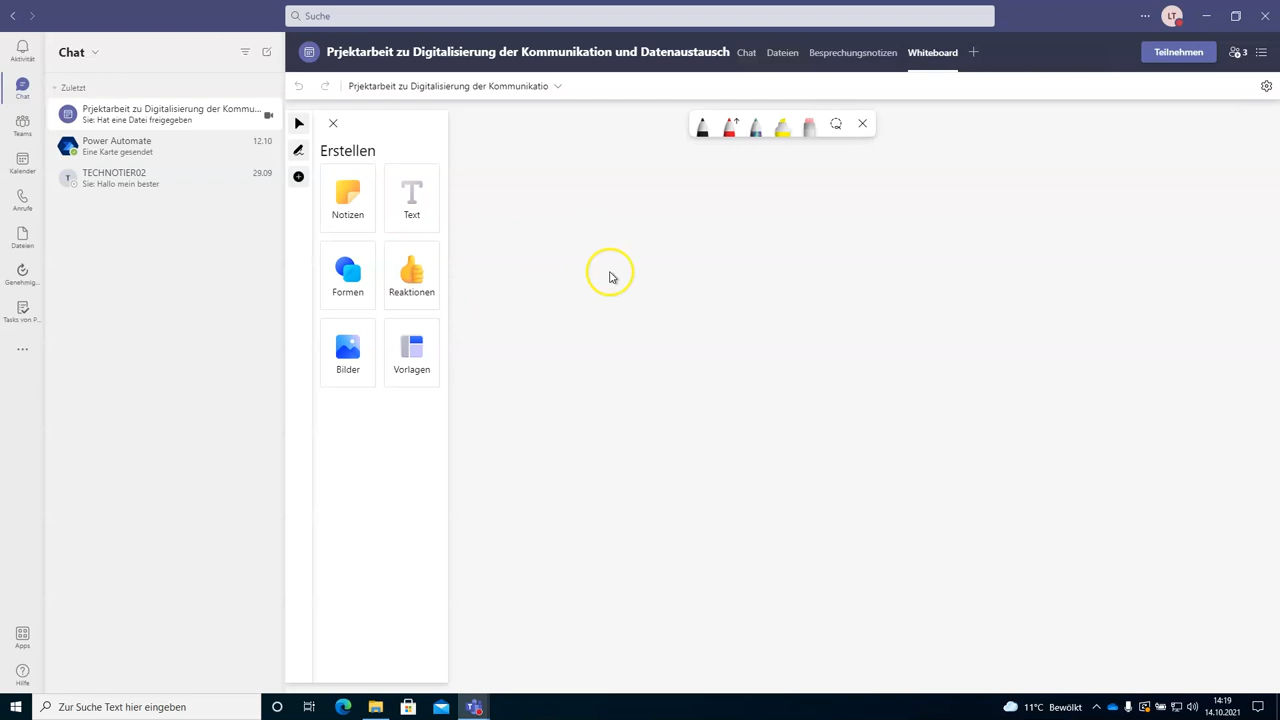 Suche
LT
Aktivität
Chat
Teams
Kalender
Anrufe
Dateien
Genehmig...
Tasks von P...
Apps
Hilfe
Chat
Zuletzt
Prjektarbeit zu Digitalisierung der Kommu...
Sie: Hat eine Datei freigegeben
Power Automate 12.10
Eine Karte gesendet
T
TECHNOTIER02 29.09
Sie: Hallo mein bester
Prjektarbeit zu Digitalisierung der Kommunikation und Datenaustausch Chat Dateien Besprechungsnotizen Whiteboard Teilnehmen 3
Prjektarbeit zu Digitalisierung der Kommunikatio
Erstellen
Notizen Text
Formen Reaktionen
Bilder Vorlagen
Zur Suche Text hier eingeben
11°C Bewölkt
14:19
14.10.2021